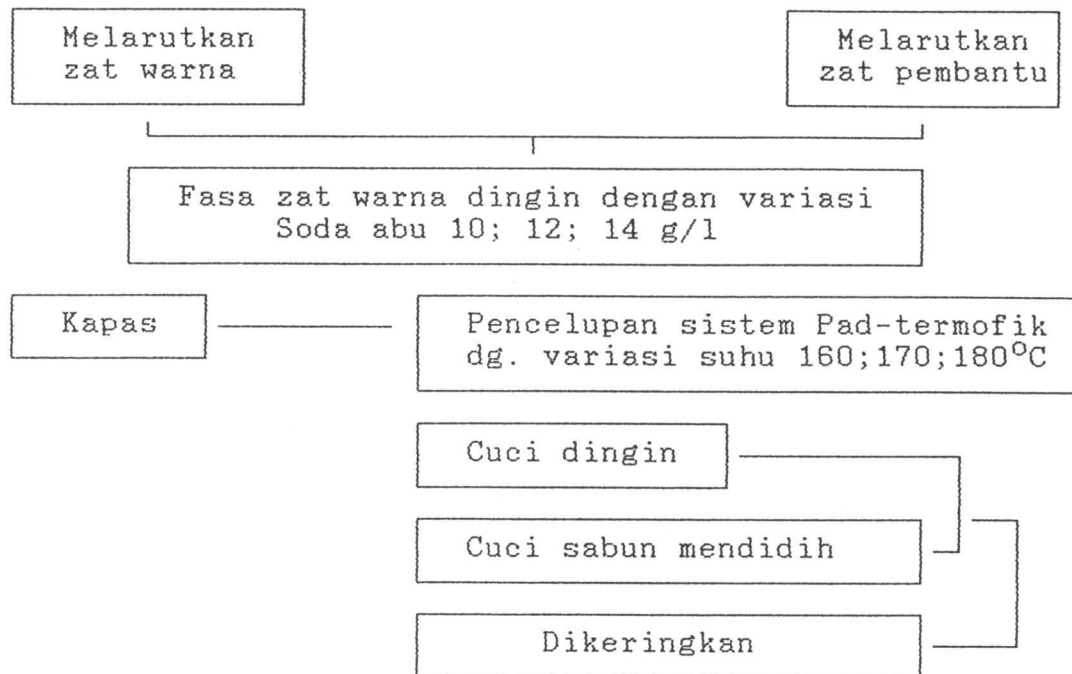 Melarutkan
zat warna
Melarutkan
zat pembantu
Fasa zat warna dingin dengan variasi
Soda abu 10; 12; 14 g/l
Kapas
Pencelupan sistem Pad-termofik
dg. variasi suhu 160;170;180°C
Cuci dingin
Cuci sabun mendidih
Dikeringkan